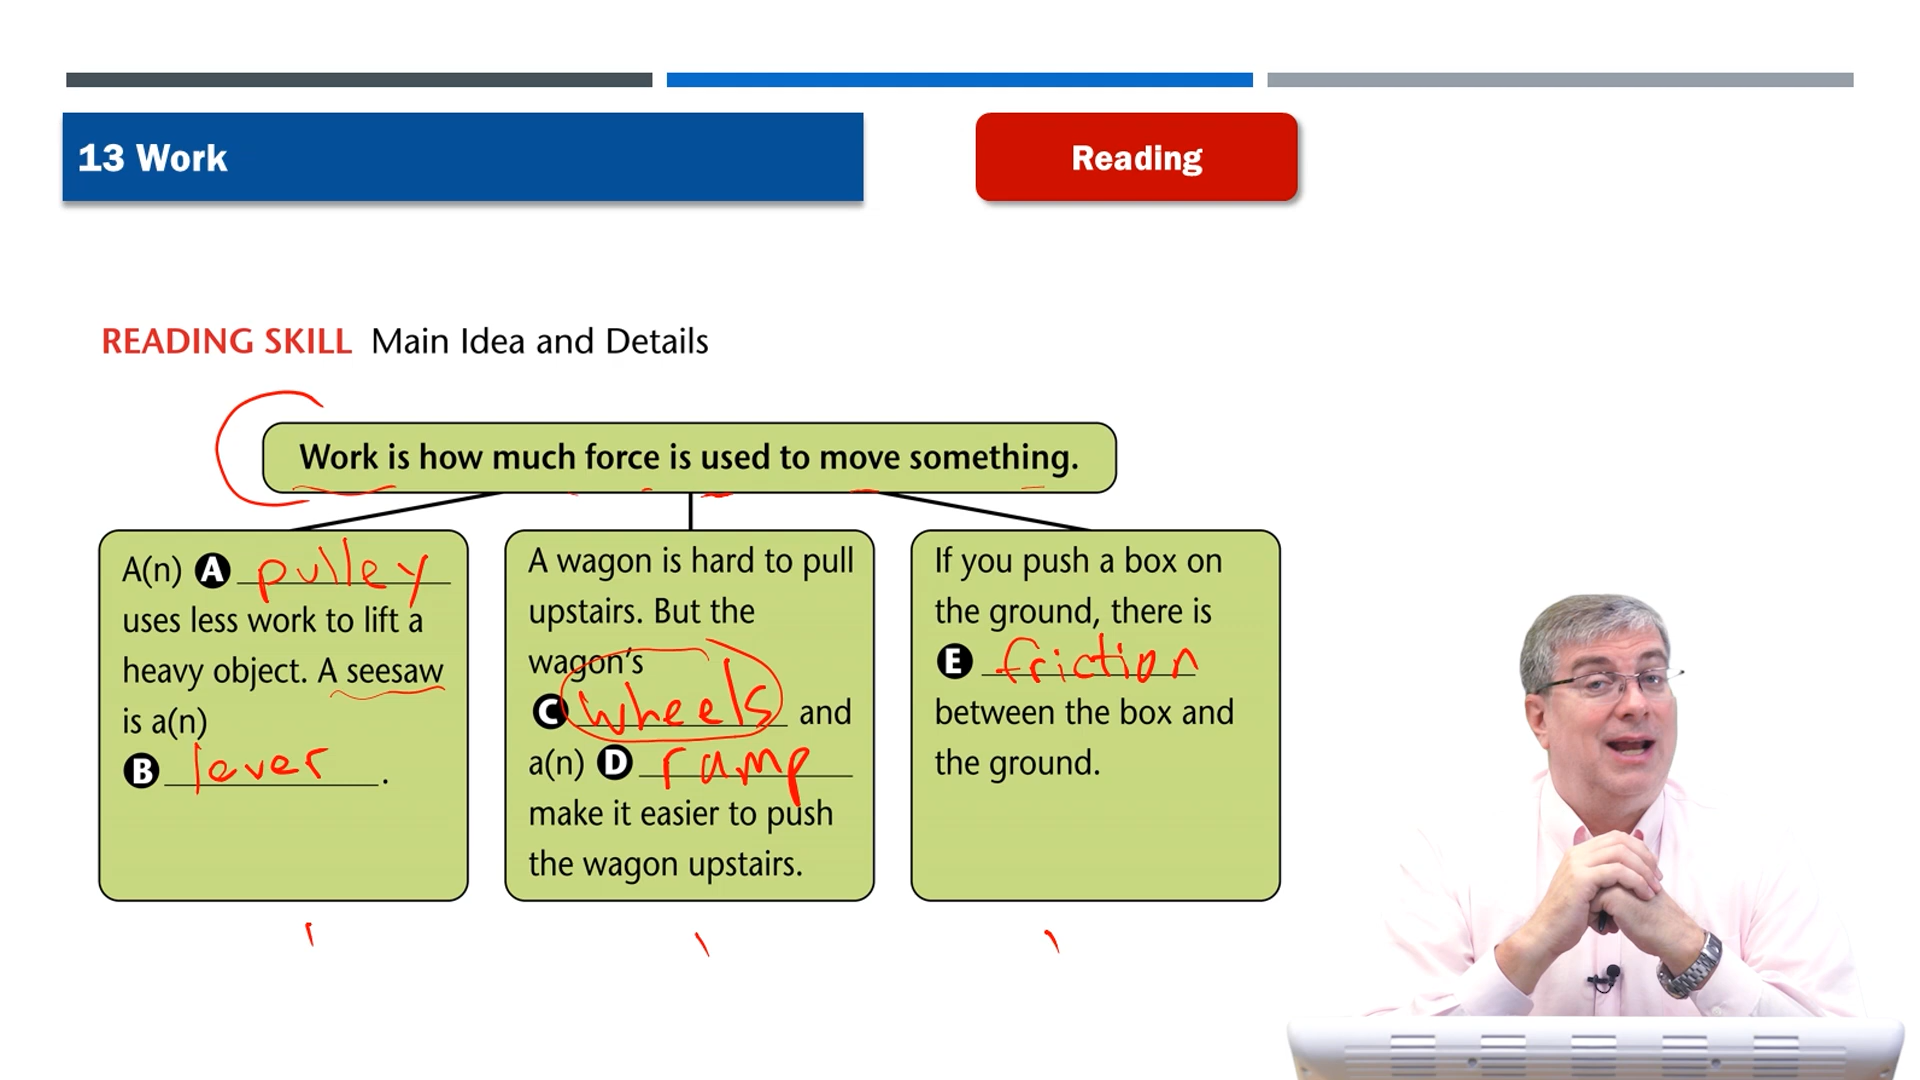 13 Work
Reading
READING SKILL Main Idea and Details
Work is how much force is used to move something.
A(n) A pulley
uses less work to lift a
heavy object. A seesaw
is a(n)
B lever .
A wagon is hard to pull
upstairs. But the
wagon's
C wheels and
a(n) D ramp
make it easier to push
the wagon upstairs.
If you push a box on
the ground, there is
E friction
between the box and
the ground.